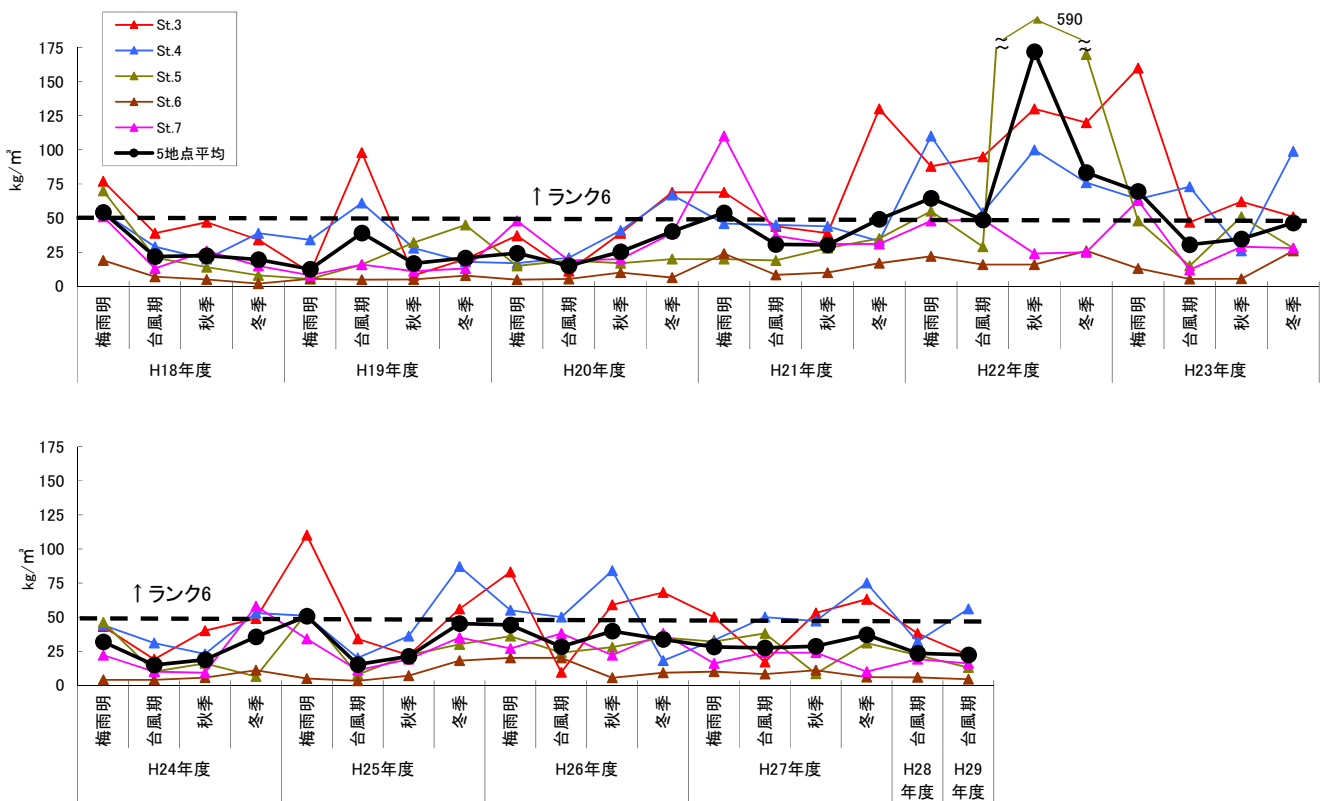 St.3
St.4
St.5
St.6
St.7
5地点平均
kg/㎥
175
150
125
100
75
50
25
0
590
≈
≈
↑ ランク6
梅雨明 台風期 秋季 冬季 梅雨明 台風期 秋季 冬季 梅雨明 台風期 秋季 冬季 梅雨明 台風期 秋季 冬季 梅雨明 台風期 秋季 冬季 梅雨明 台風期 秋季 冬季
H18年度 H19年度 H20年度 H21年度 H22年度 H23年度
kg/㎥
175
150
125
100
75
50
25
0
↑ ランク6
梅雨明 台風期 秋季 冬季 梅雨明 台風期 秋季 冬季 梅雨明 台風期 秋季 冬季 梅雨明 台風期 秋季 冬季 台風期 台風期
H24年度 H25年度 H26年度 H27年度 H28 H29
年度 年度